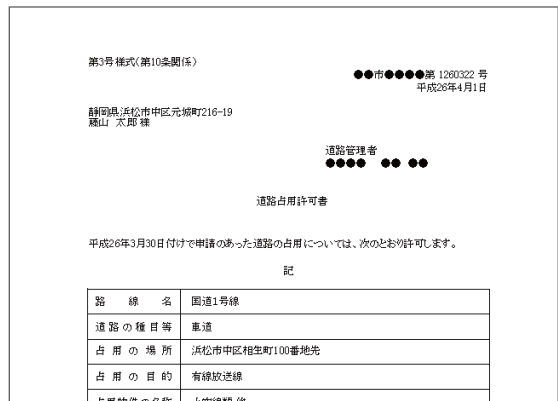 第3号様式(第10条関係)
●●市●●●●第 1260322 号
平成26年4月1日
静岡県浜松市中区元城町216-19
藤山 太郎 様
道路管理者
●●●● ●● ●●
道路占用許可書
平成26年3月30日付けで申請のあった道路の占用については、次のとおり許可します。
記
路 線 名 国道1号線
道路の種目等 車道
占用の場所 浜松市中区相生町100番地先
占用の目的 有線放送線